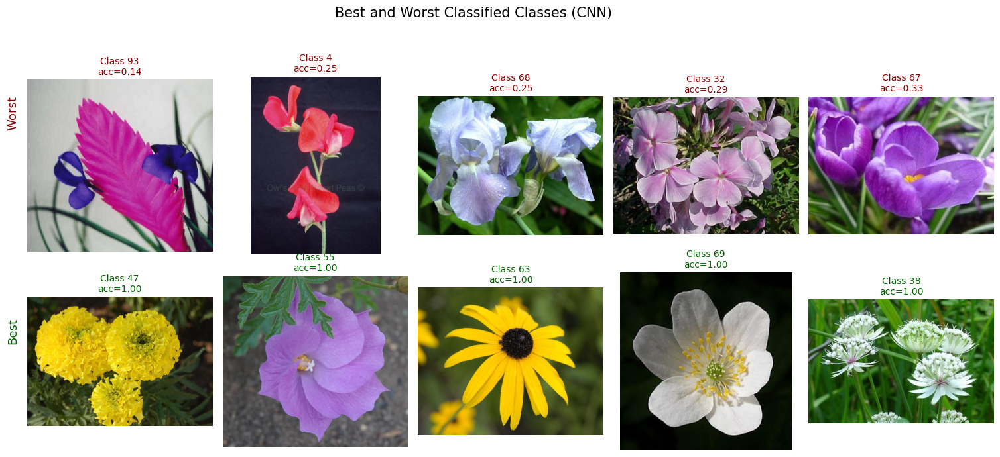 Best and Worst Classified Classes (CNN)
Worst
Class 93
acc=0.14
Class 4
acc=0.25
Class 68
acc=0.25
Class 32
acc=0.29
Class 67
acc=0.33
Owl's Peas ©
Best
Class 47
acc=1.00
Class 55
acc=1.00
Class 63
acc=1.00
Class 69
acc=1.00
Class 38
acc=1.00